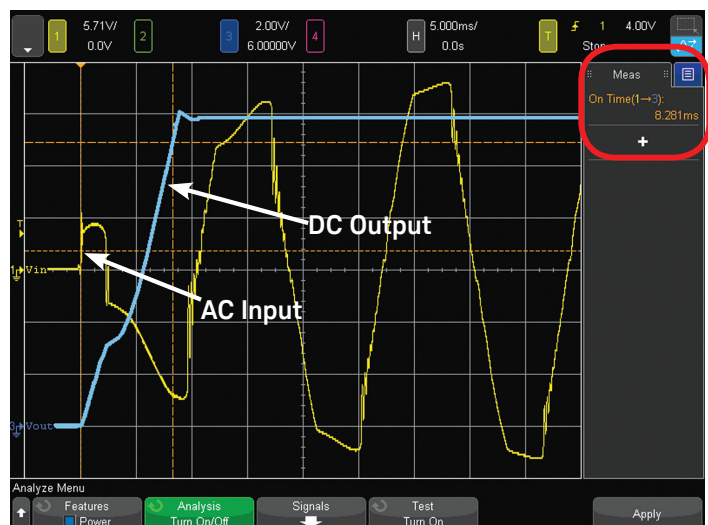 1
5.71V/
0.0V
2
3
2.00V/
6.00000V
4
H
5.000ms/
0.0s
T
1
4.00V
Stop
Meas
On Time(1→3):
8.281ms
+
DC Output
T
1 Vin
AC Input
3 Vout
Analyze Menu
Features
Power
Analysis
Turn On/Off
Signals
Test
Turn On
Apply